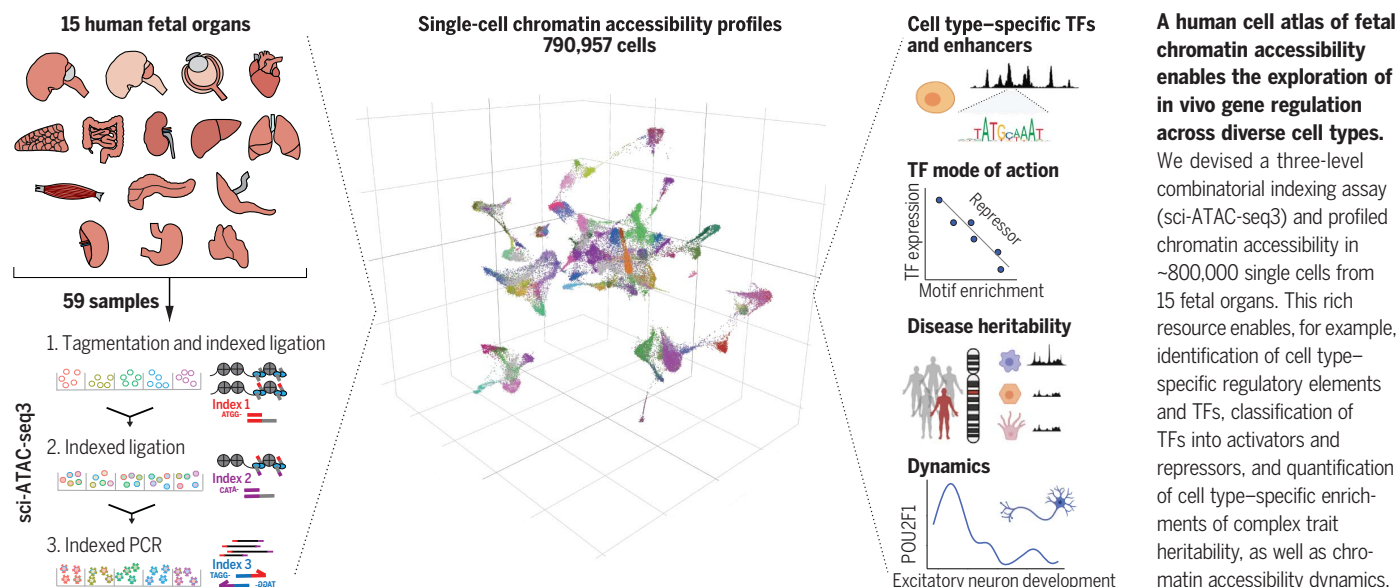 15 human fetal organs
59 samples
sci-ATAC-seq3
1. Tagmentation and indexed ligation
Index 1
ATGG-
2. Indexed ligation
Index 2
CATA-
3. Indexed PCR
Index 3
TAGG-
-GGAT
Single-cell chromatin accessibility profiles
790,957 cells
Cell type–specific TFs
and enhancers
TATGCAAAT
TF mode of action
TF expression
Repressor
Motif enrichment
Disease heritability
Dynamics
POU2F1
Excitatory neuron development
A human cell atlas of fetal
chromatin accessibility
enables the exploration of
in vivo gene regulation
across diverse cell types.
We devised a three-level
combinatorial indexing assay
(sci-ATAC-seq3) and profiled
chromatin accessibility in
~800,000 single cells from
15 fetal organs. This rich
resource enables, for example,
identification of cell type–
specific regulatory elements
and TFs, classification of
TFs into activators and
repressors, and quantification
of cell type–specific enrich-
ments of complex trait
heritability, as well as chro-
matin accessibility dynamics.